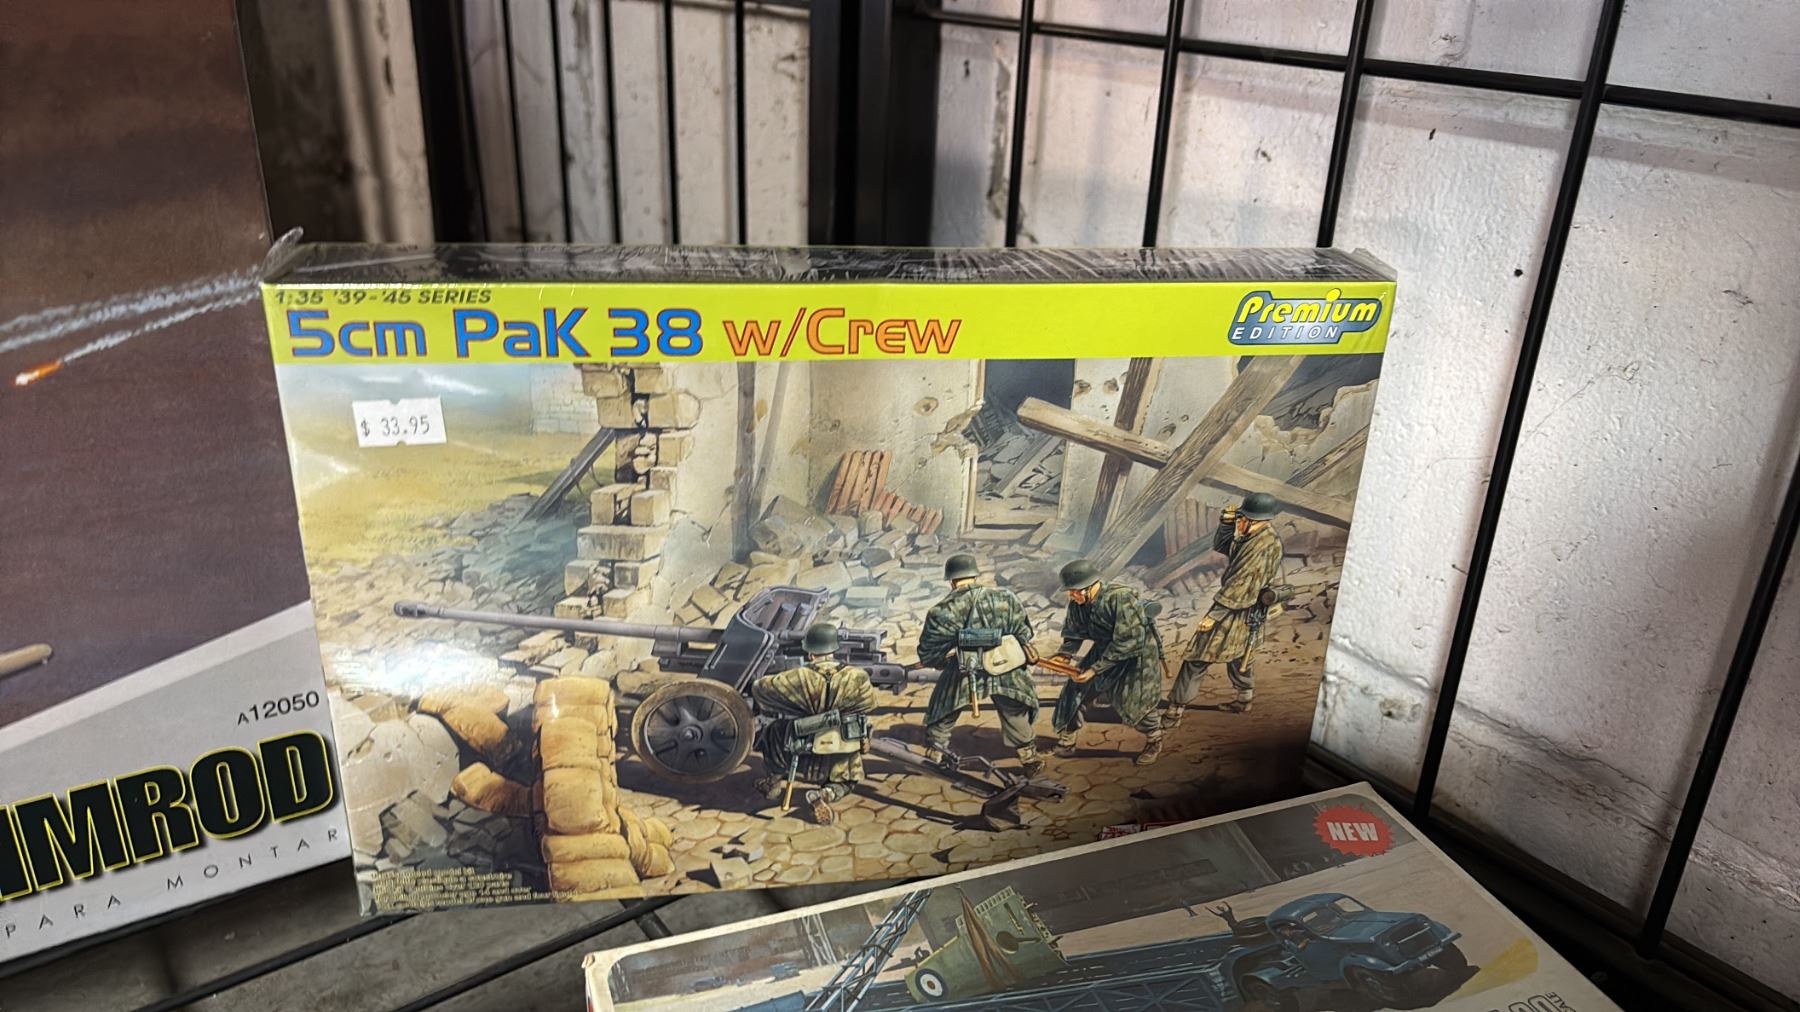 1:35 '39-'45 SERIES
5cm PaK 38 w/Crew
Premium
EDITION
$ 33.95
A12050
IMROD
PARA MONTAR
NEW